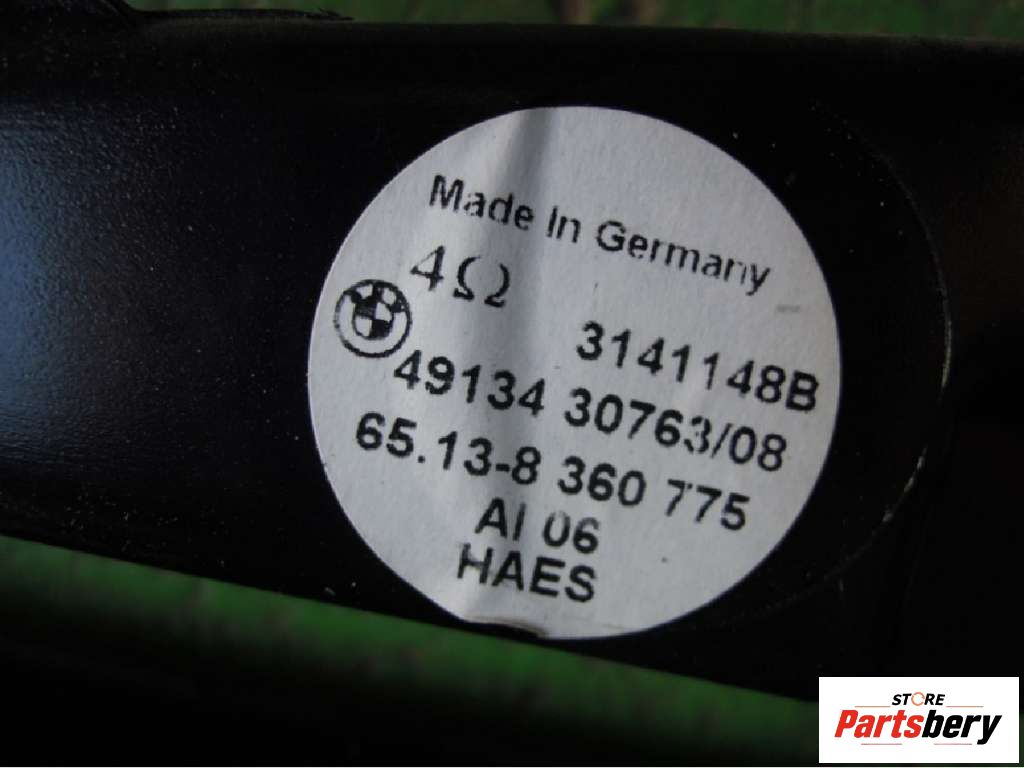 Made In Germany
4Ω
3141148B
49134 30763/08
65.13-8 360 775
AI 06
HAES
STORE
Partsbery